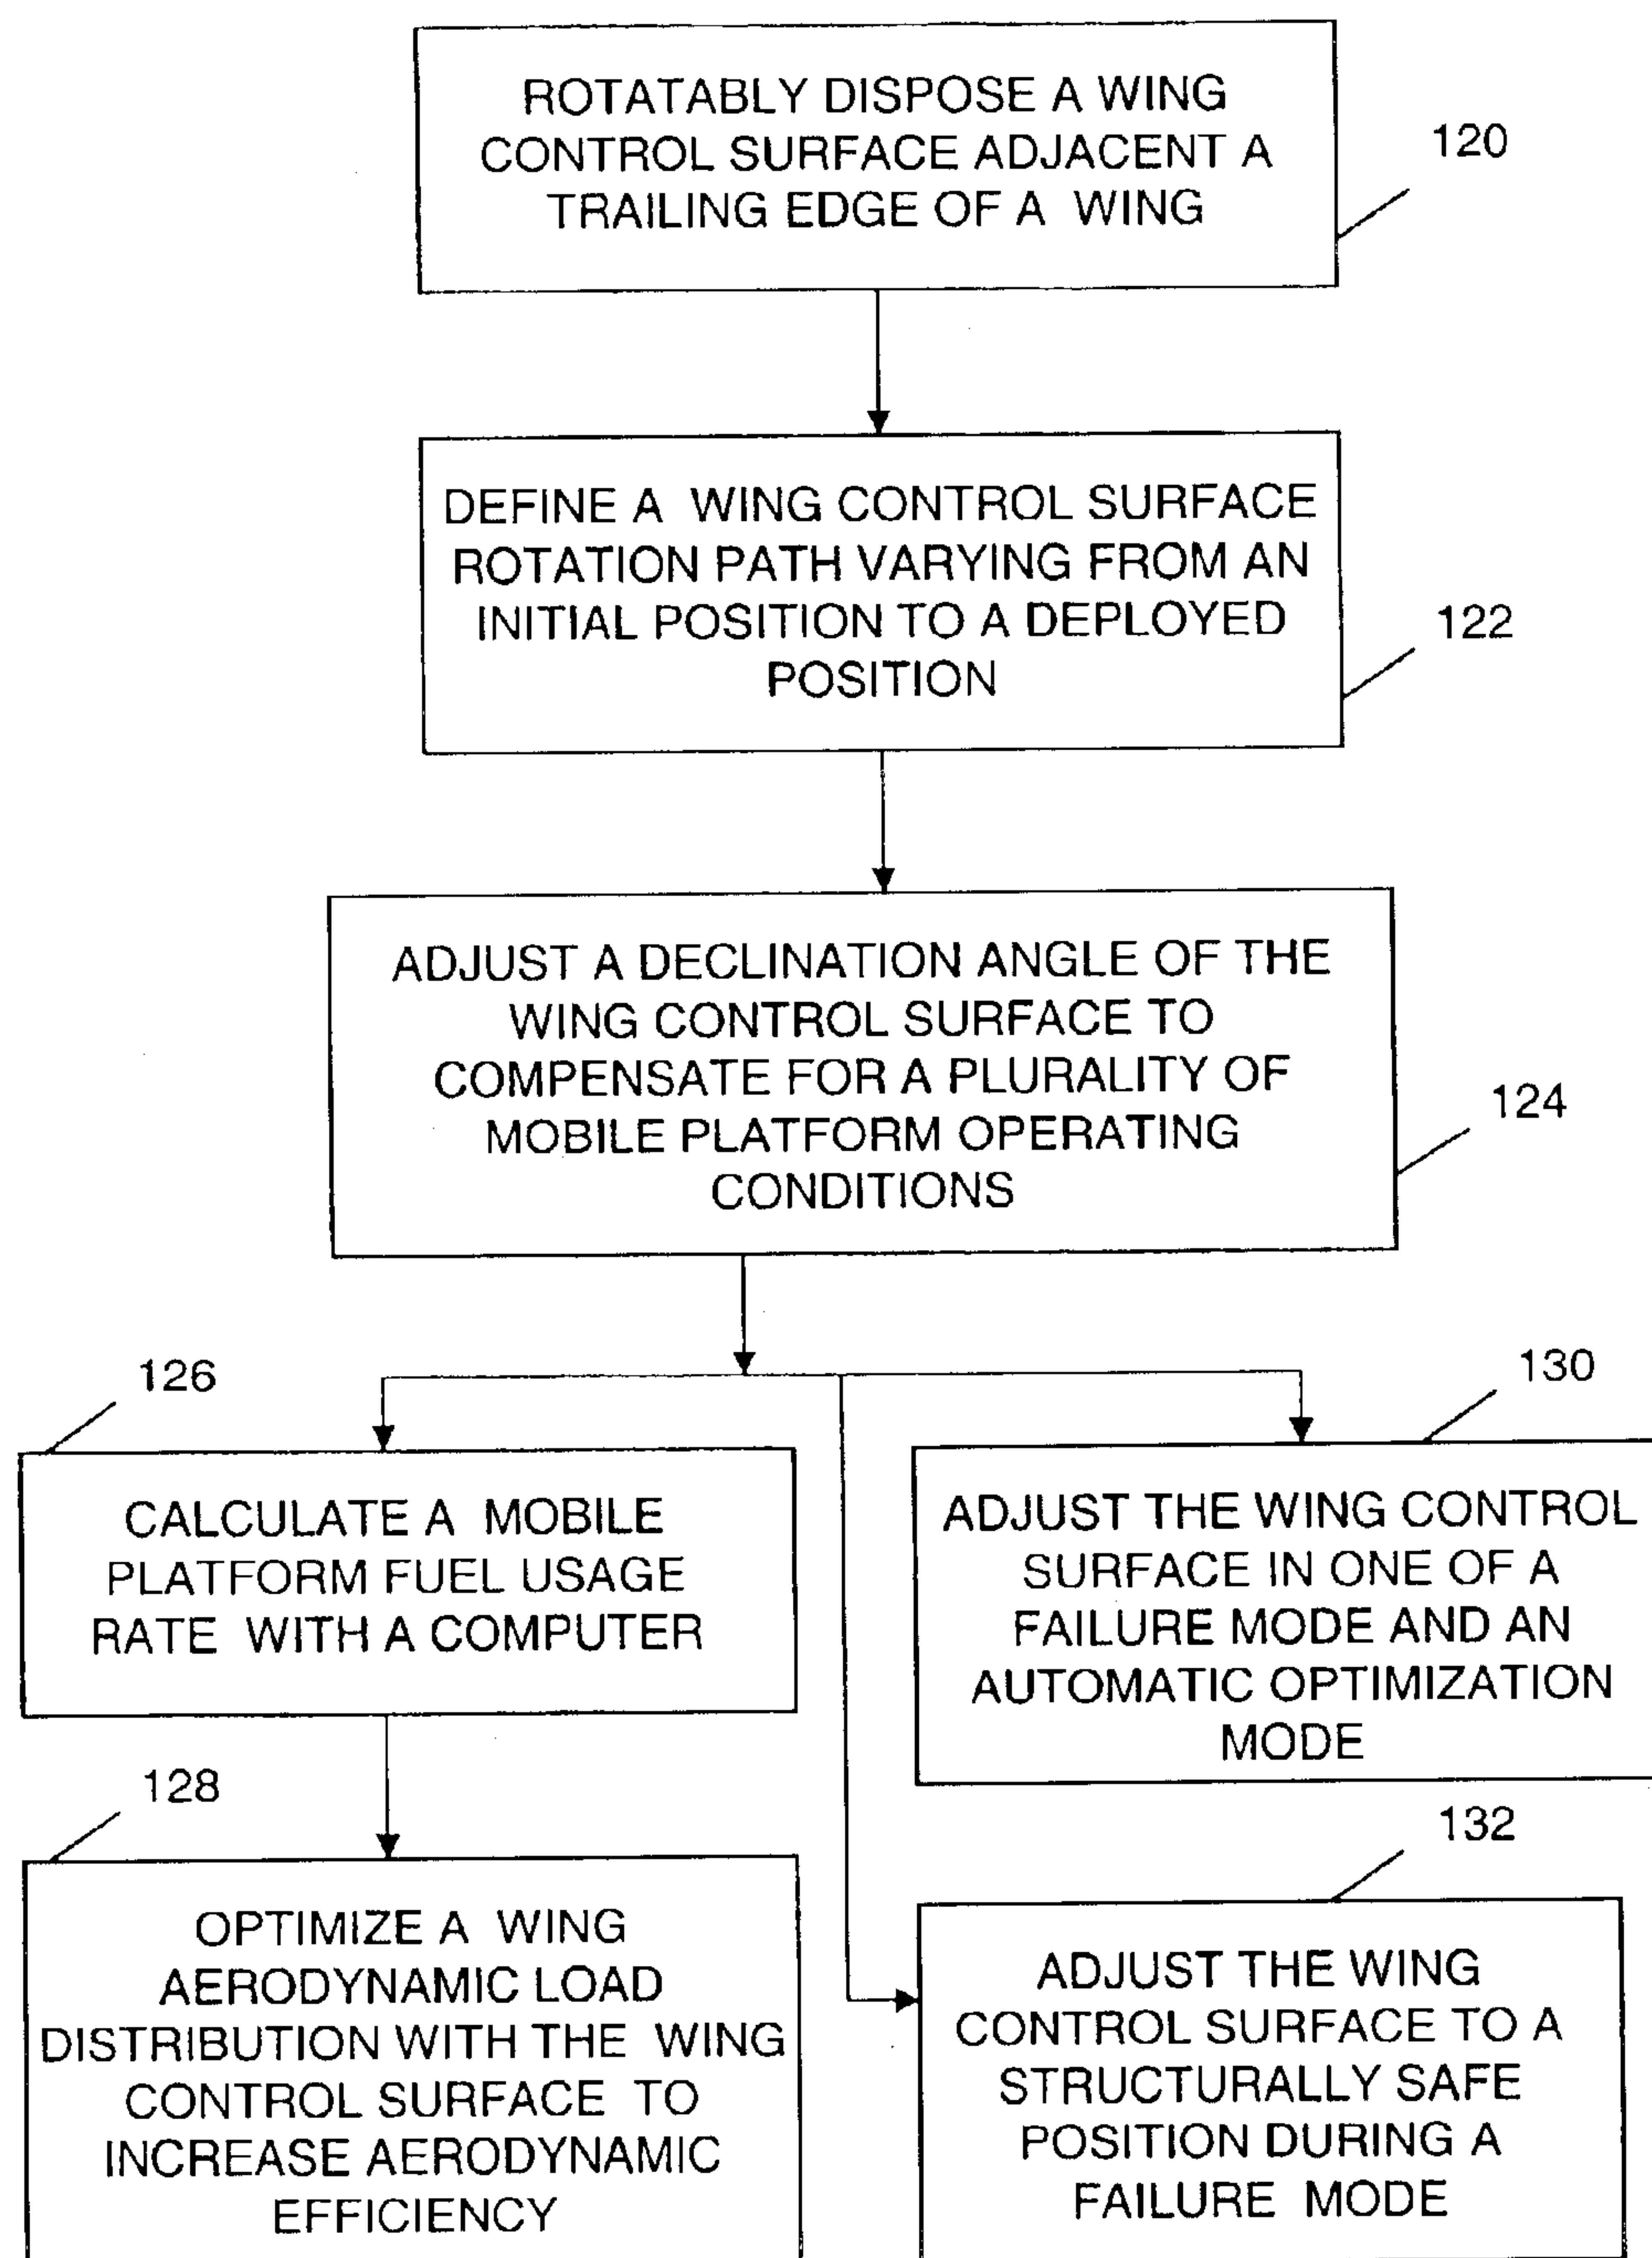 ROTATABLY DISPOSE A WING
CONTROL SURFACE ADJACENT A
TRAILING EDGE OF A WING
120
DEFINE A WING CONTROL SURFACE
ROTATION PATH VARYING FROM AN
INITIAL POSITION TO A DEPLOYED
POSITION
122
ADJUST A DECLINATION ANGLE OF THE
WING CONTROL SURFACE TO
COMPENSATE FOR A PLURALITY OF
MOBILE PLATFORM OPERATING
CONDITIONS
124
126
CALCULATE A MOBILE
PLATFORM FUEL USAGE
RATE WITH A COMPUTER
130
ADJUST THE WING CONTROL
SURFACE IN ONE OF A
FAILURE MODE AND AN
AUTOMATIC OPTIMIZATION
MODE
128
OPTIMIZE A WING
AERODYNAMIC LOAD
DISTRIBUTION WITH THE WING
CONTROL SURFACE TO
INCREASE AERODYNAMIC
EFFICIENCY
132
ADJUST THE WING
CONTROL SURFACE TO A
STRUCTURALLY SAFE
POSITION DURING A
FAILURE MODE